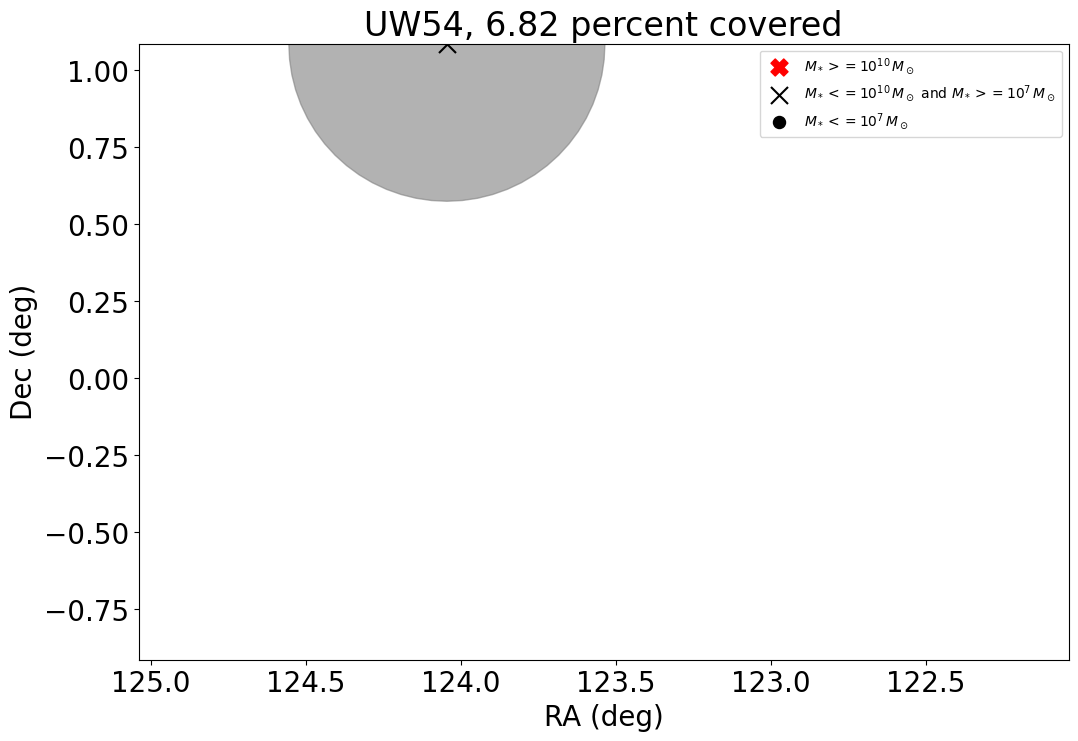 UW54, 6.82 percent covered
M* >= 10^10 M⊙
M* <= 10^10 M⊙ and M* >= 10^7 M⊙
M* <= 10^7 M⊙
1.00
0.75
0.50
0.25
0.00
−0.25
−0.50
−0.75
Dec (deg)
125.0 124.5 124.0 123.5 123.0 122.5
RA (deg)